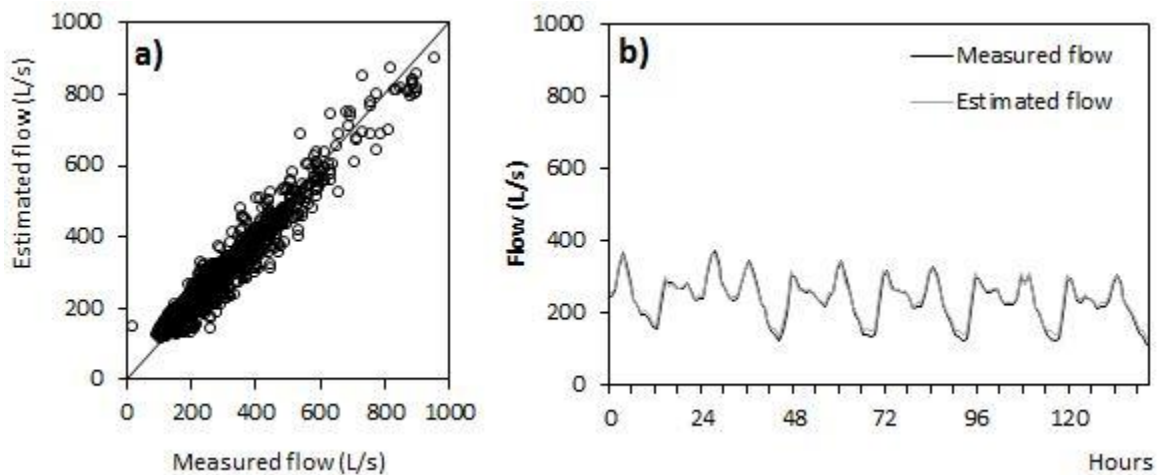 a)
Estimated flow (L/s)
1000
800
600
400
200
0
0 200 400 600 800 1000
Measured flow (L/s)
b)
Measured flow
Estimated flow
Flow (L/s)
1000
800
600
400
200
0
0 24 48 72 96 120
Hours